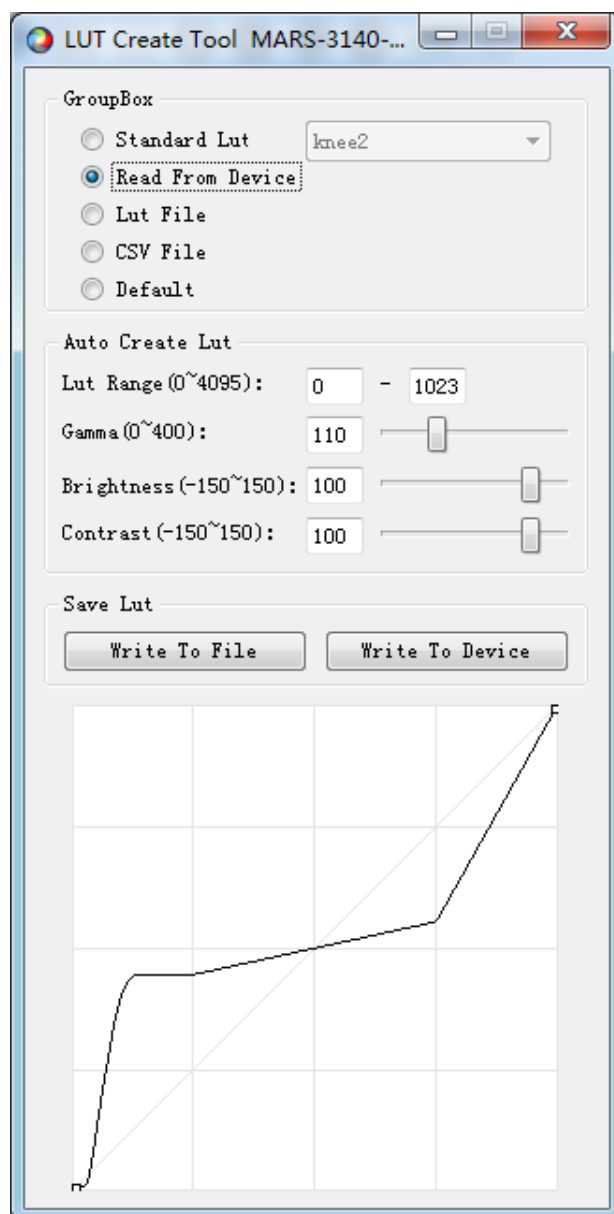 LUT Create Tool MARS-3140-...
GroupBox
Standard Lut knee2
Read From Device
Lut File
CSV File
Default
Auto Create Lut
Lut Range(0~4095): 0 - 1023
Gamma(0~400): 110
Brightness(-150~150): 100
Contrast(-150~150): 100
Save Lut
Write To File Write To Device